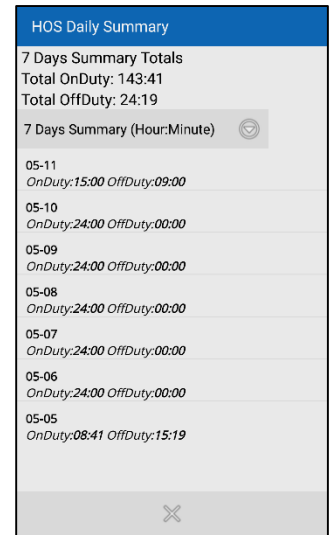 HOS Daily Summary
7 Days Summary Totals
Total OnDuty: 143:41
Total OffDuty: 24:19
7 Days Summary (Hour:Minute)
05-11
OnDuty:15:00 OffDuty:09:00
05-10
OnDuty:24:00 OffDuty:00:00
05-09
OnDuty:24:00 OffDuty:00:00
05-08
OnDuty:24:00 OffDuty:00:00
05-07
OnDuty:24:00 OffDuty:00:00
05-06
OnDuty:24:00 OffDuty:00:00
05-05
OnDuty:08:41 OffDuty:15:19